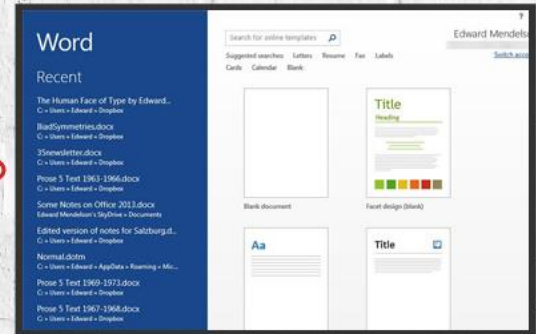 ?
Word
Search for online templates
Edward Mendelso
Suggested searches: Letters Resume Fax Labels
Switch acco
Cards Calendar Blank
Recent
The Human Face of Type by Edward...
C: » Users » Edward » Dropbox
IliadSymmetries.docx
C: » Users » Edward » Dropbox
35newsletter.docx
C: » Users » Edward » Dropbox
Prose 5 Text 1963-1966.docx
C: » Users » Edward » Dropbox
Some Notes on Office 2013.docx
Edward Mendelson's SkyDrive » Documents
Edited version of notes for Salzburg.d...
C: » Users » Edward » Dropbox
Normal.dotm
C: » Users » Edward » AppData » Roaming » Mic...
Prose 5 Text 1969-1973.docx
C: » Users » Edward » Dropbox
Prose 5 Text 1967-1968.docx
C: » Users » Edward » Dropbox
Title
Heading
Blank document
Facet design (blank)
Aa
Title